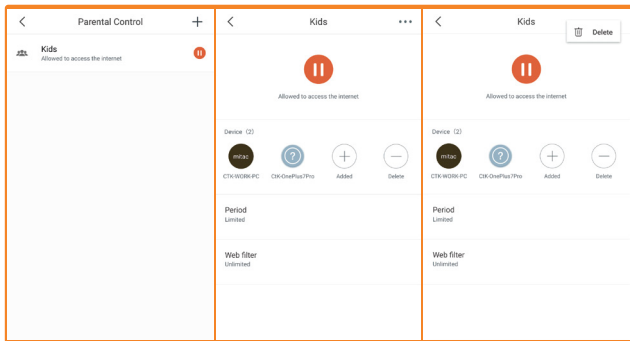 Parental Control
Kids
Allowed to access the internet
Kids
Allowed to access the internet
Device (2)
mitac
CTK-WORK-PC
CtK-OnePlus7Pro
Added
Delete
Period
Limited
Web filter
Unlimited
Kids
Delete
Allowed to access the internet
Device (2)
mitac
CTK-WORK-PC
CtK-OnePlus7Pro
Added
Delete
Period
Limited
Web filter
Unlimited